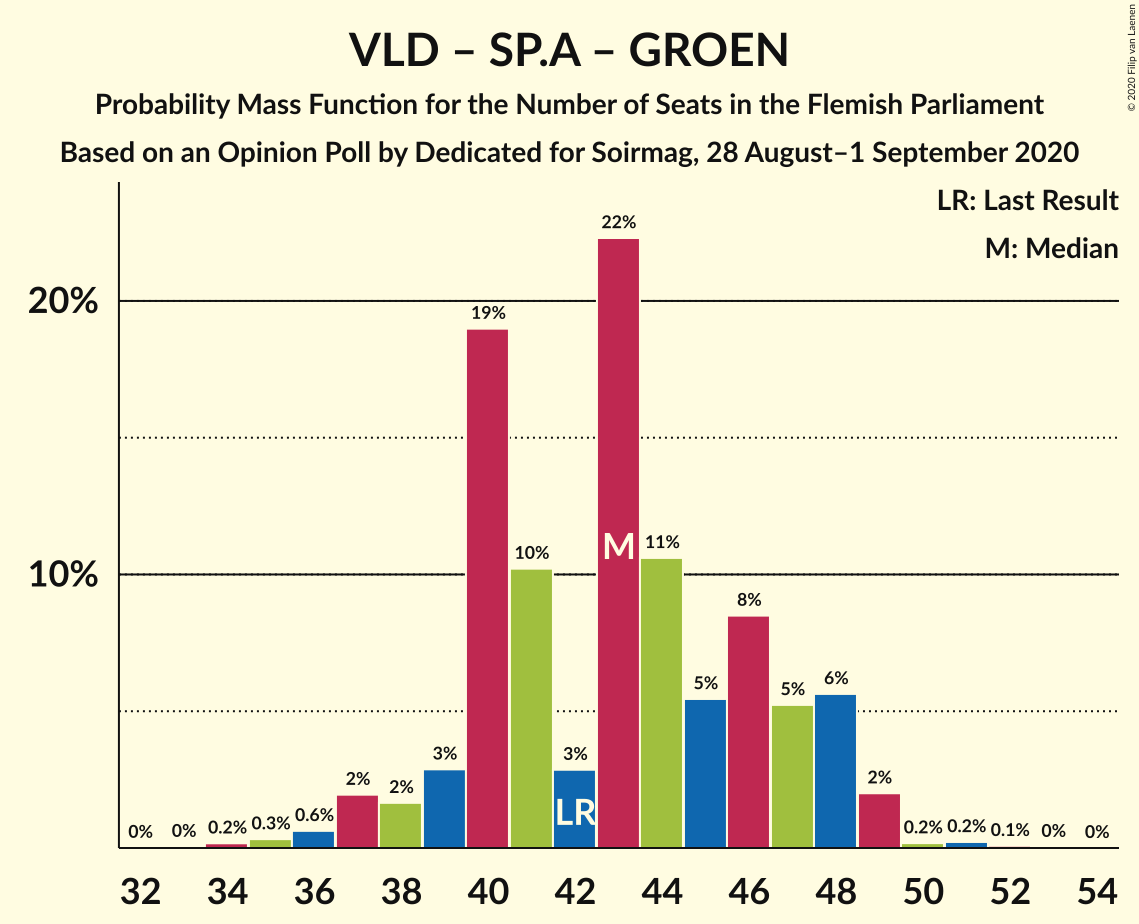 VLD – SP.A – GROEN
Probability Mass Function for the Number of Seats in the Flemish Parliament
Based on an Opinion Poll by Dedicated for Soirmag, 28 August–1 September 2020
© 2020 Filip van Laenen
LR: Last Result
M: Median
20%
10%
0% 0% 0.2% 0.3% 0.6% 2% 2% 3% 19% 10% 3% 22% 11% 5% 8% 5% 6% 2% 0.2% 0.2% 0.1% 0% 0%
M
LR
32 34 36 38 40 42 44 46 48 50 52 54